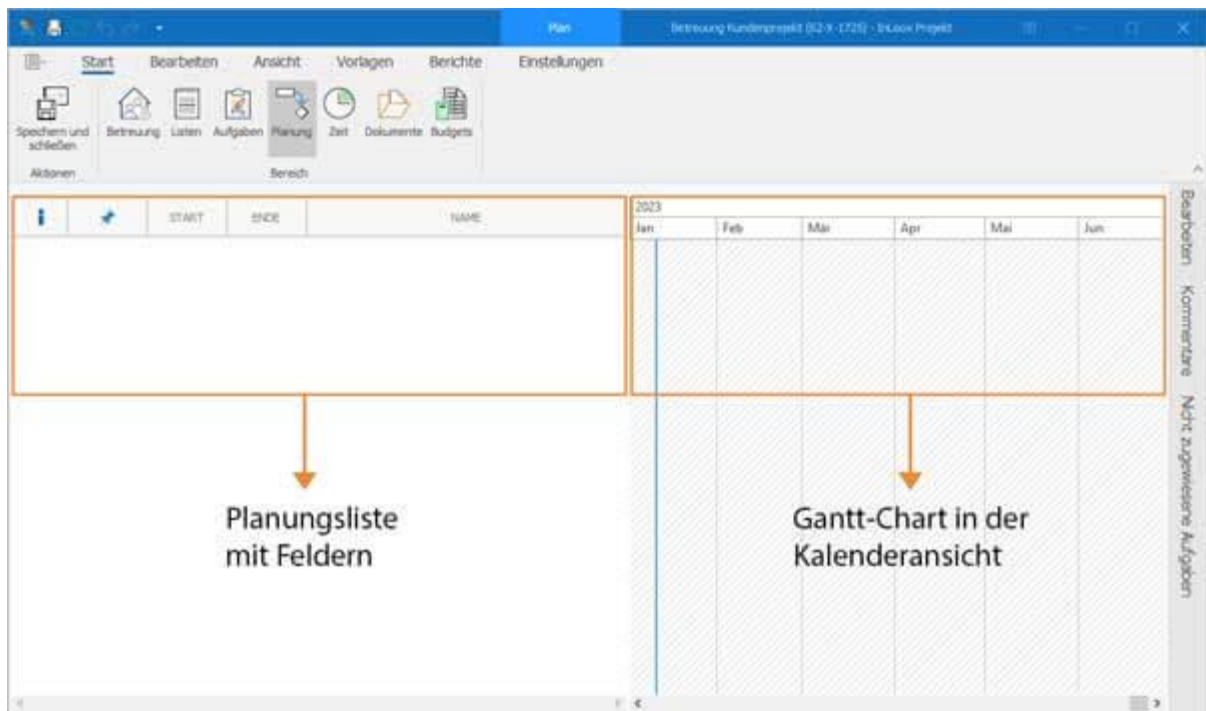 Plan
Betreuung Kundenprojekt (62-X-1725) - InLoox Projekt
Start Bearbeiten Ansicht Vorlagen Berichte Einstellungen
Speichern und
schließen
Betreuung Listen Aufgaben Planung Zeit Dokumente Budgets
Aktionen Bereich
START ENDE NAME
2023
Jan Feb Mär Apr Mai Jun
Planungsliste
mit Feldern
Gantt-Chart in der
Kalenderansicht
Bearbeiten
Kommentare
Nicht zugewiesene Aufgaben